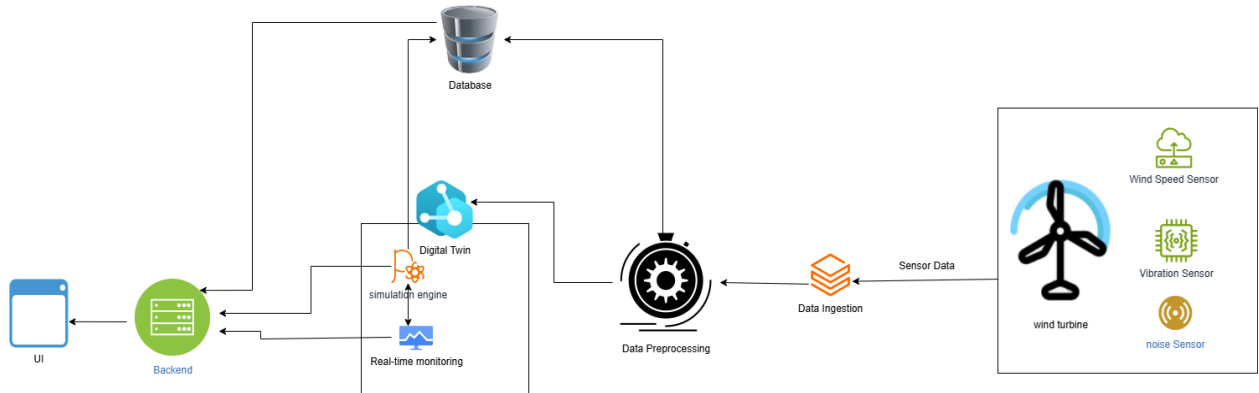 Database
Wind Speed Sensor
Digital Twin
Sensor Data
Vibration Sensor
simulation engine
Data Ingestion
wind turbine
noise Sensor
Data Preprocessing
UI
Real-time monitoring
Backend